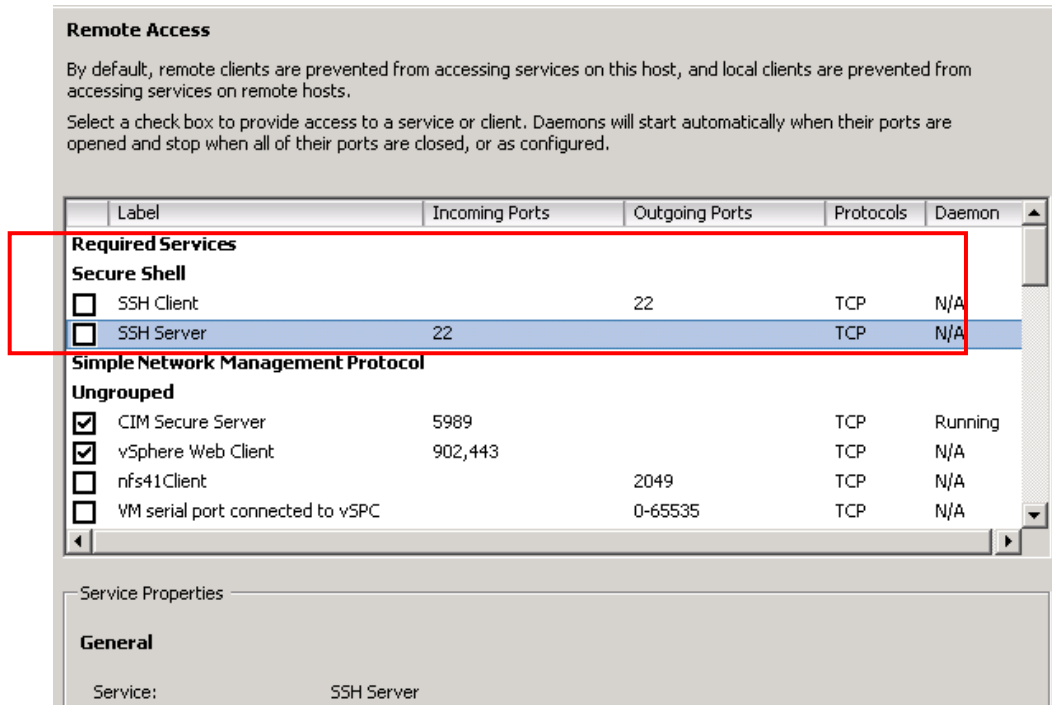 Remote Access
By default, remote clients are prevented from accessing services on this host, and local clients are prevented from
accessing services on remote hosts.
Select a check box to provide access to a service or client. Daemons will start automatically when their ports are
opened and stop when all of their ports are closed, or as configured.
Label Incoming Ports Outgoing Ports Protocols Daemon
Required Services
Secure Shell
SSH Client 22 TCP N/A
SSH Server 22 TCP N/A
Simple Network Management Protocol
Ungrouped
CIM Secure Server 5989 TCP Running
vSphere Web Client 902,443 TCP N/A
nfs41Client 2049 TCP N/A
VM serial port connected to vSPC 0-65535 TCP N/A
Service Properties
General
Service: SSH Server